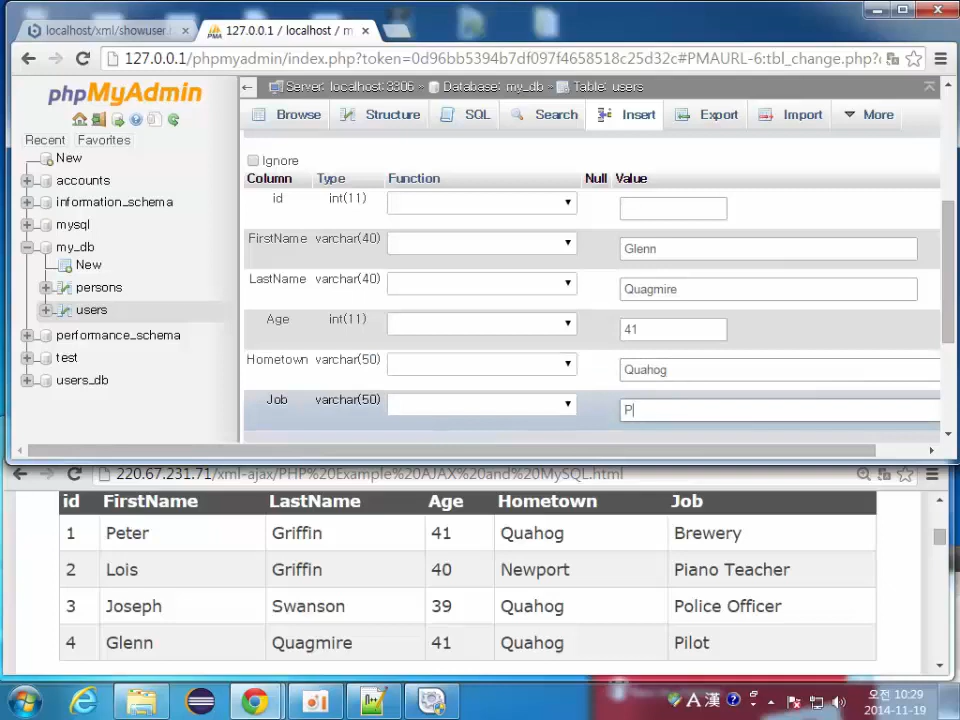 localhost/xml/showuser.
127.0.0.1 / localhost / m
127.0.0.1/phpmyadmin/index.php?token=0d96bb5394b7df097f4658518c25d32c#PMAURL-6:tbl_change.php?
phpMyAdmin
Server: localhost:3306 » Database: my_db » Table: users
Recent Favorites
Browse Structure SQL Search Insert Export Import More
New
accounts
information_schema
mysql
my_db
New
persons
users
performance_schema
test
users_db
Ignore
Column Type Function Null Value
id int(11)
FirstName varchar(40) Glenn
LastName varchar(40) Quagmire
Age int(11) 41
Hometown varchar(50) Quahog
Job varchar(50) P
220.67.231.71/xml-ajax/PHP%20Example%20AJAX%20and%20MySQL.html
id FirstName LastName Age Hometown Job
1 Peter Griffin 41 Quahog Brewery
2 Lois Griffin 40 Newport Piano Teacher
3 Joseph Swanson 39 Quahog Police Officer
4 Glenn Quagmire 41 Quahog Pilot
A 漢
오전 10:29
2014-11-19